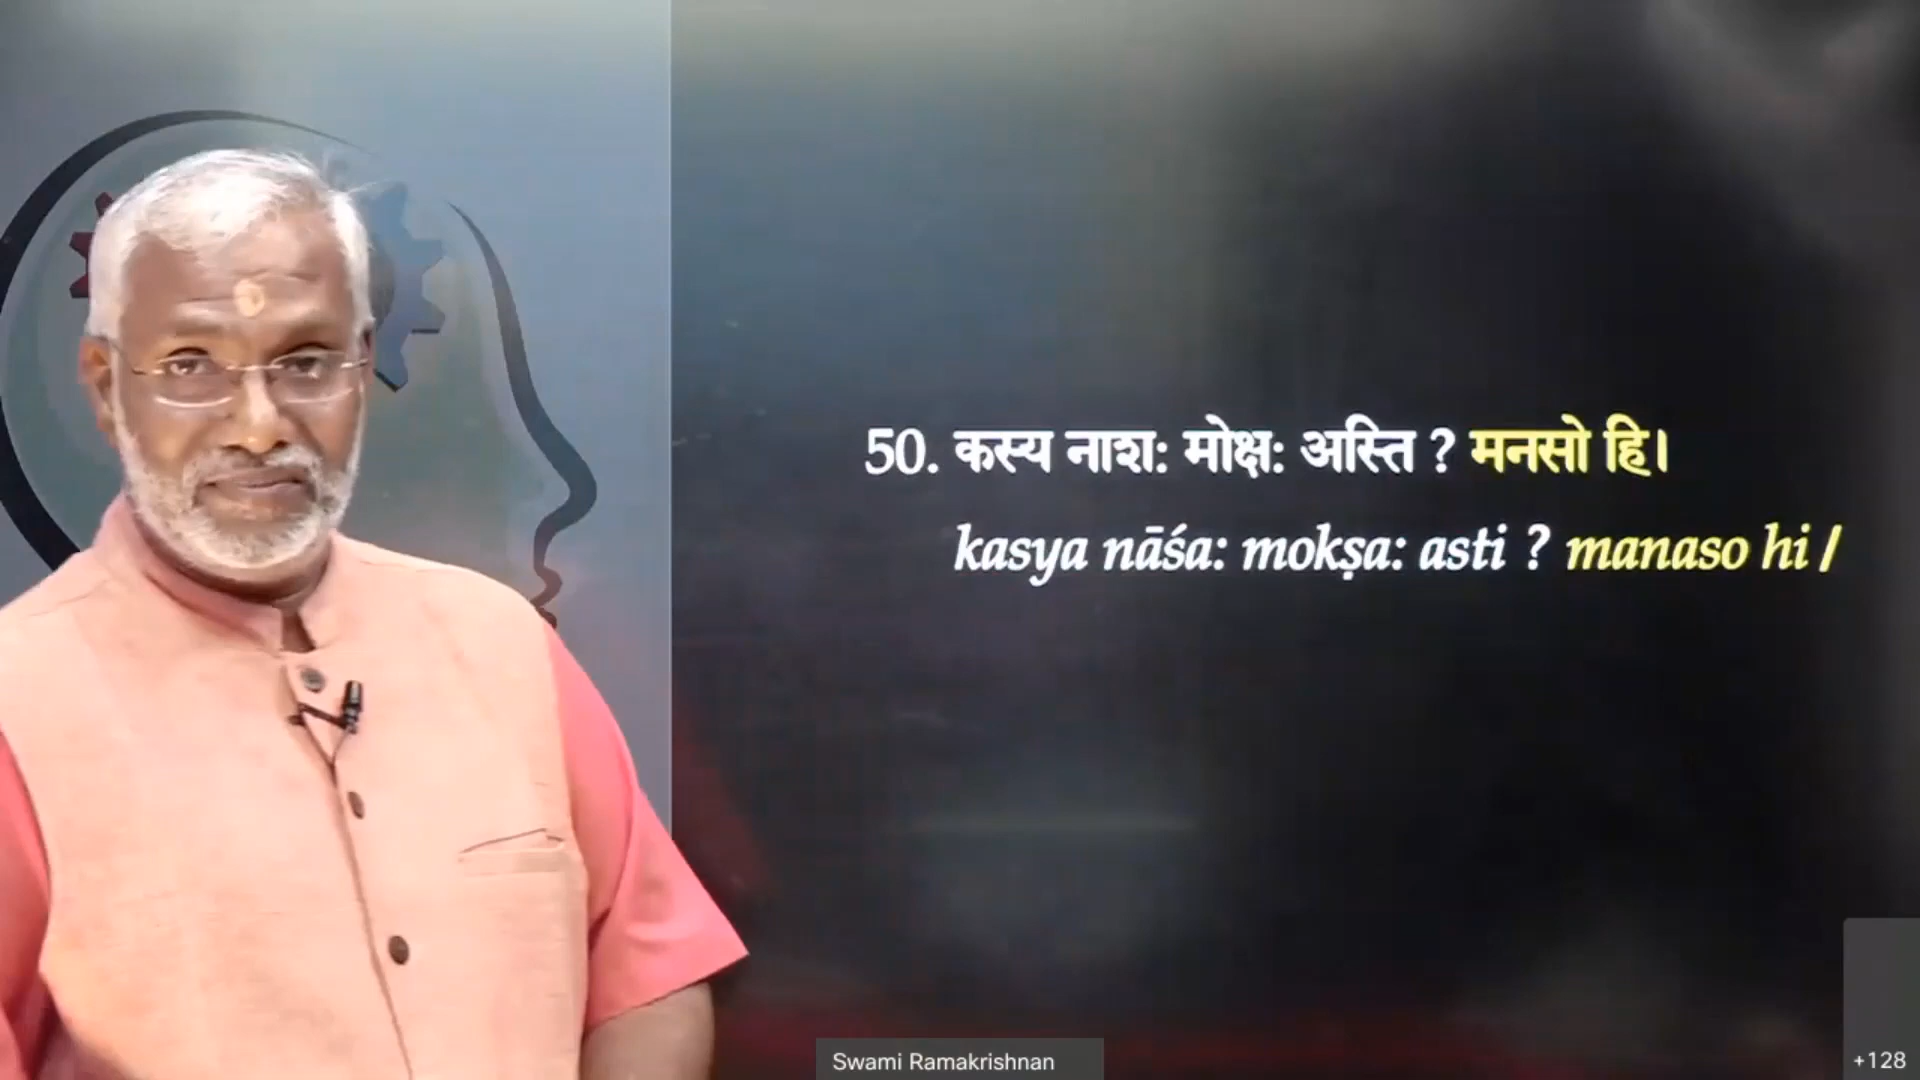 50. कस्य नाश: मोक्ष: अस्ति ? मनसो हि।
kasya nāśa: mokṣa: asti ? manaso hi /
Swami Ramakrishnan
+128